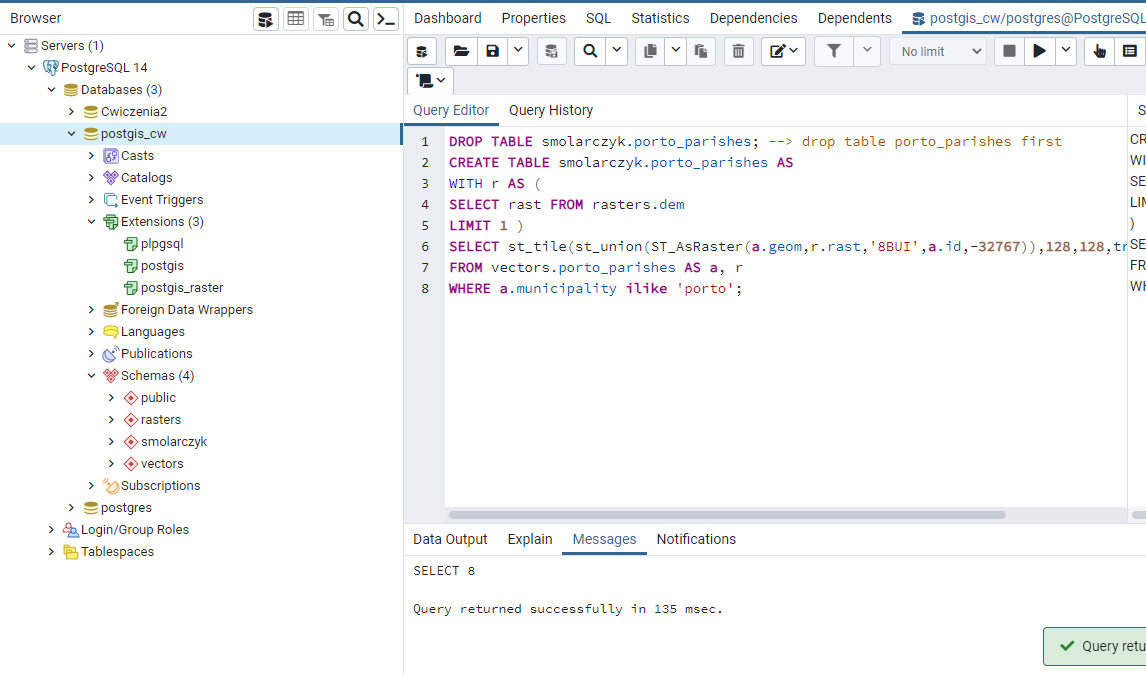 Browser
Dashboard Properties SQL Statistics Dependencies Dependents postgis_cw/postgres@PostgreSQL
Servers (1)
PostgreSQL 14
Databases (3)
Cwiczenia2
postgis_cw
Casts
Catalogs
Event Triggers
Extensions (3)
plpgsql
postgis
postgis_raster
Foreign Data Wrappers
Languages
Publications
Schemas (4)
public
rasters
smolarczyk
vectors
Subscriptions
postgres
Login/Group Roles
Tablespaces
No limit
Query Editor Query History
1 DROP TABLE smolarczyk.porto_parishes; --> drop table porto_parishes first
2 CREATE TABLE smolarczyk.porto_parishes AS
3 WITH r AS (
4 SELECT rast FROM rasters.dem
5 LIMIT 1 )
6 SELECT st_tile(st_union(ST_AsRaster(a.geom,r.rast,'8BUI',a.id,-32767)),128,128,tr
7 FROM vectors.porto_parishes AS a, r
8 WHERE a.municipality ilike 'porto';
S
CR
WI
SE
LIM
)
SE
FR
WH
Data Output Explain Messages Notifications
SELECT 8
Query returned successfully in 135 msec.
Query retu